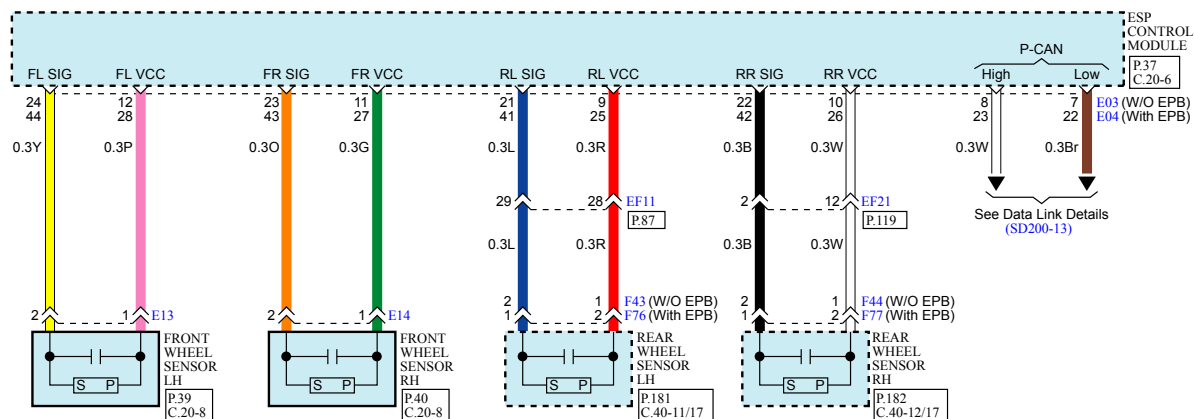 ESP
CONTROL
MODULE
P.37
C.20-6
P-CAN
FL SIG FL VCC FR SIG FR VCC RL SIG RL VCC RR SIG RR VCC High Low
24 12 23 11 21 9 22 10 8 7 E03 (W/O EPB)
44 28 43 27 41 25 42 26 23 22 E04 (With EPB)
0.3Y 0.3P 0.3O 0.3G 0.3L 0.3R 0.3B 0.3W 0.3W 0.3Br
29 28 EF11 2 12 EF21
P.87 P.119
See Data Link Details
(SD200-13)
0.3L 0.3R 0.3B 0.3W
2 1 F43 (W/O EPB) 2 1 F44 (W/O EPB)
2 1 E13 2 1 E14 1 2 F76 (With EPB) 1 2 F77 (With EPB)
FRONT
WHEEL
SENSOR
LH
S P
P.39
C.20-8
FRONT
WHEEL
SENSOR
RH
S P
P.40
C.20-8
REAR
WHEEL
SENSOR
LH
S P
P.181
C.40-11/17
REAR
WHEEL
SENSOR
RH
S P
P.182
C.40-12/17